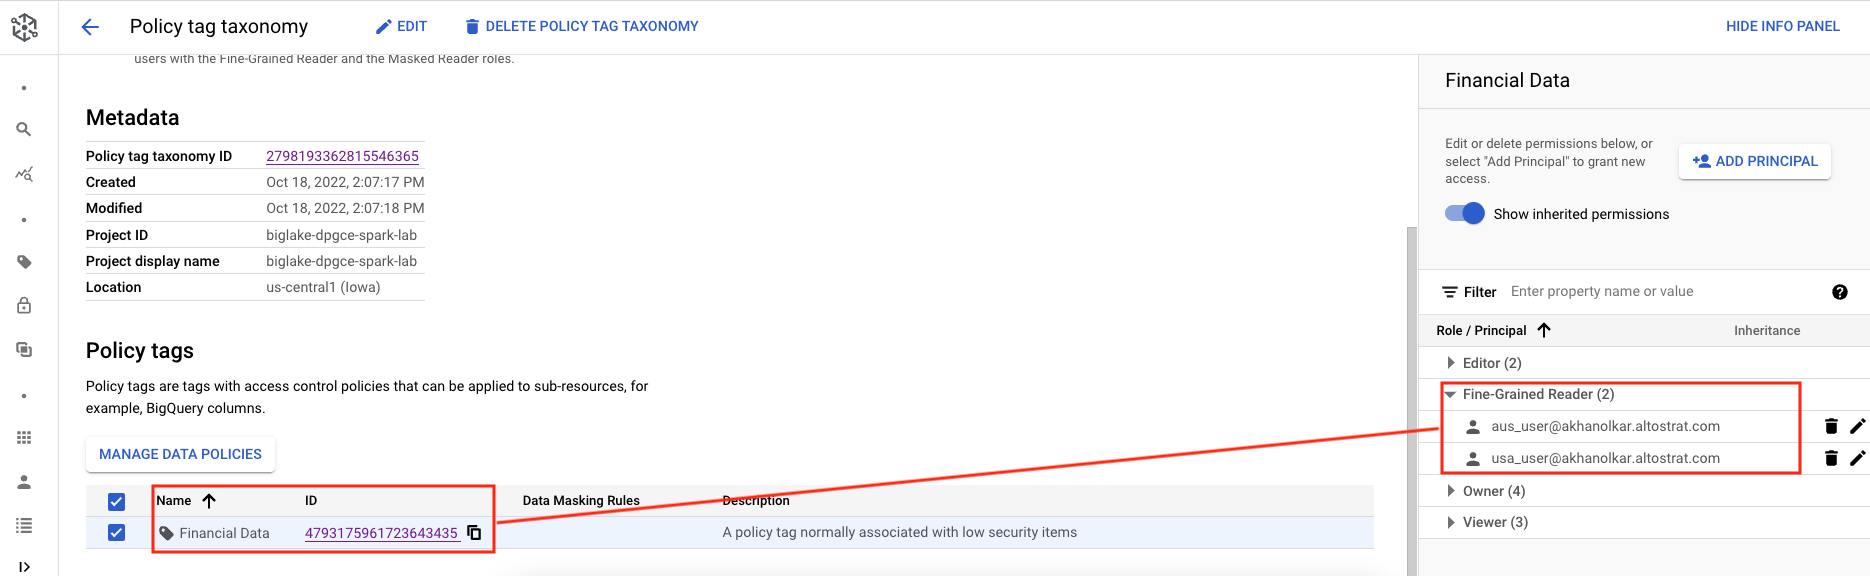 Policy tag taxonomy
EDIT
DELETE POLICY TAG TAXONOMY
HIDE INFO PANEL
users with the Fine-Grained Reader and the Masked Reader roles.
Metadata
Policy tag taxonomy ID 2798193362815546365
Created Oct 18, 2022, 2:07:17 PM
Modified Oct 18, 2022, 2:07:18 PM
Project ID biglake-dpgce-spark-lab
Project display name biglake-dpgce-spark-lab
Location us-central1 (Iowa)
Policy tags
Policy tags are tags with access control policies that can be applied to sub-resources, for
example, BigQuery columns.
MANAGE DATA POLICIES
Name ID Data Masking Rules Description
Financial Data 4793175961723643435 A policy tag normally associated with low security items
Financial Data
Edit or delete permissions below, or
select "Add Principal" to grant new
access.
ADD PRINCIPAL
Show inherited permissions
Filter Enter property name or value
Role / Principal Inheritance
Editor (2)
Fine-Grained Reader (2)
aus_user@akhanolkar.altostrat.com
usa_user@akhanolkar.altostrat.com
Owner (4)
Viewer (3)